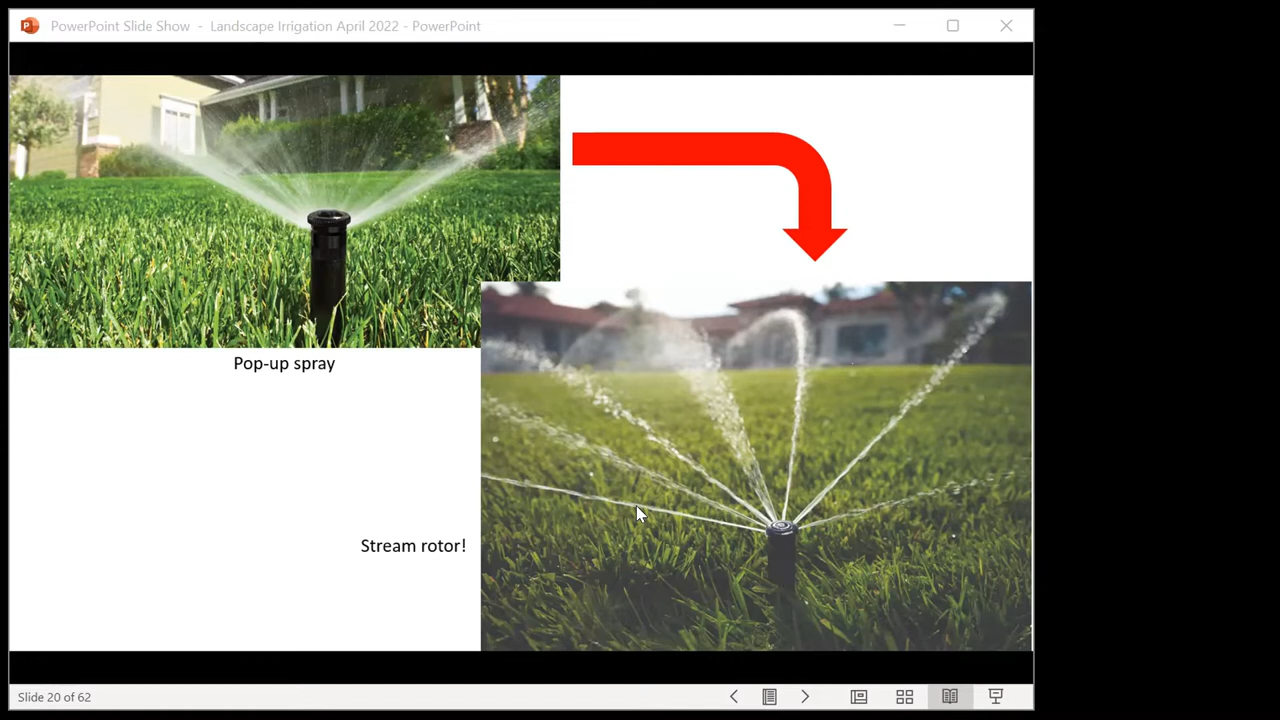 PowerPoint Slide Show - Landscape Irrigation April 2022 - PowerPoint
Pop-up spray
Stream rotor!
Slide 20 of 62